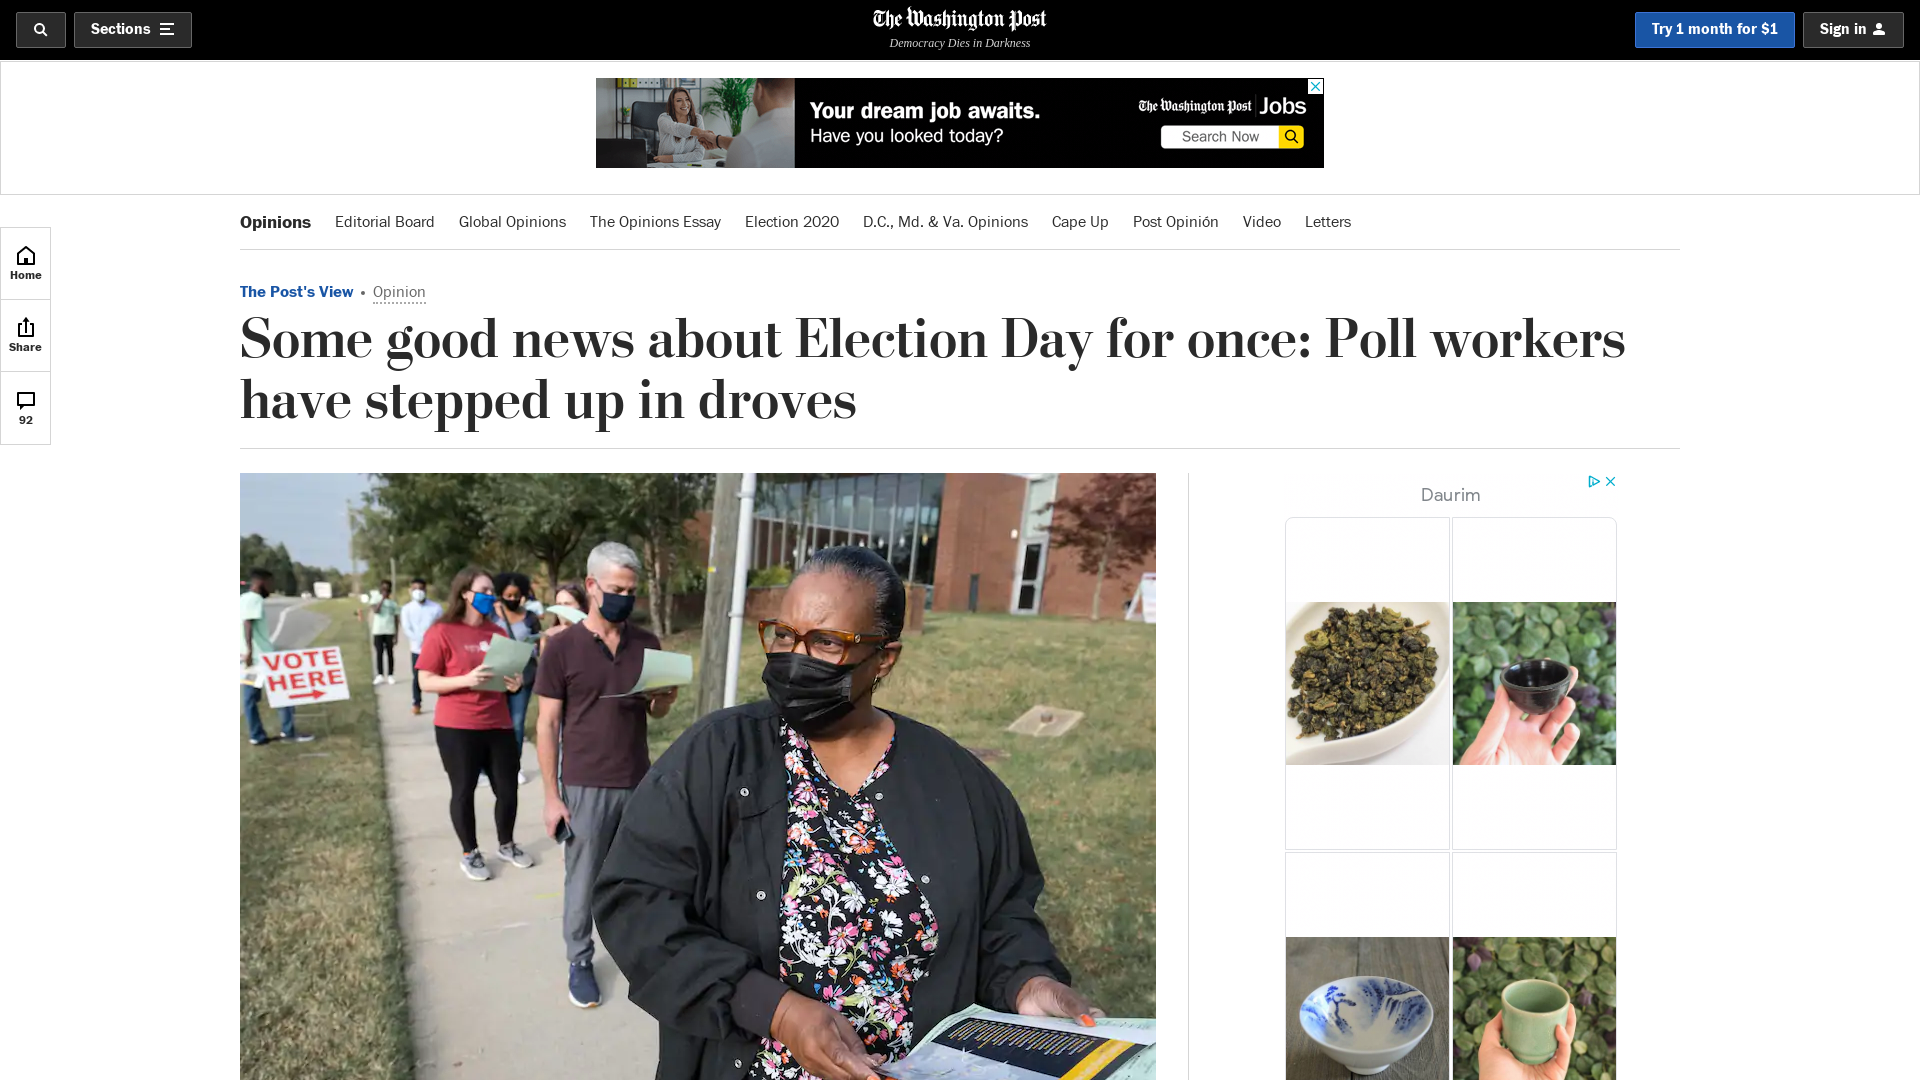 Sections
The Washington Post
Democracy Dies in Darkness
Try 1 month for $1
Sign in
Your dream job awaits.
Have you looked today?
The Washington Post Jobs
Search Now
Opinions Editorial Board Global Opinions The Opinions Essay Election 2020 D.C., Md. & Va. Opinions Cape Up Post Opinión Video Letters
Home
Share
92
The Post's View • Opinion
Some good news about Election Day for once: Poll workers
have stepped up in droves
Daurim
VOTE
HERE